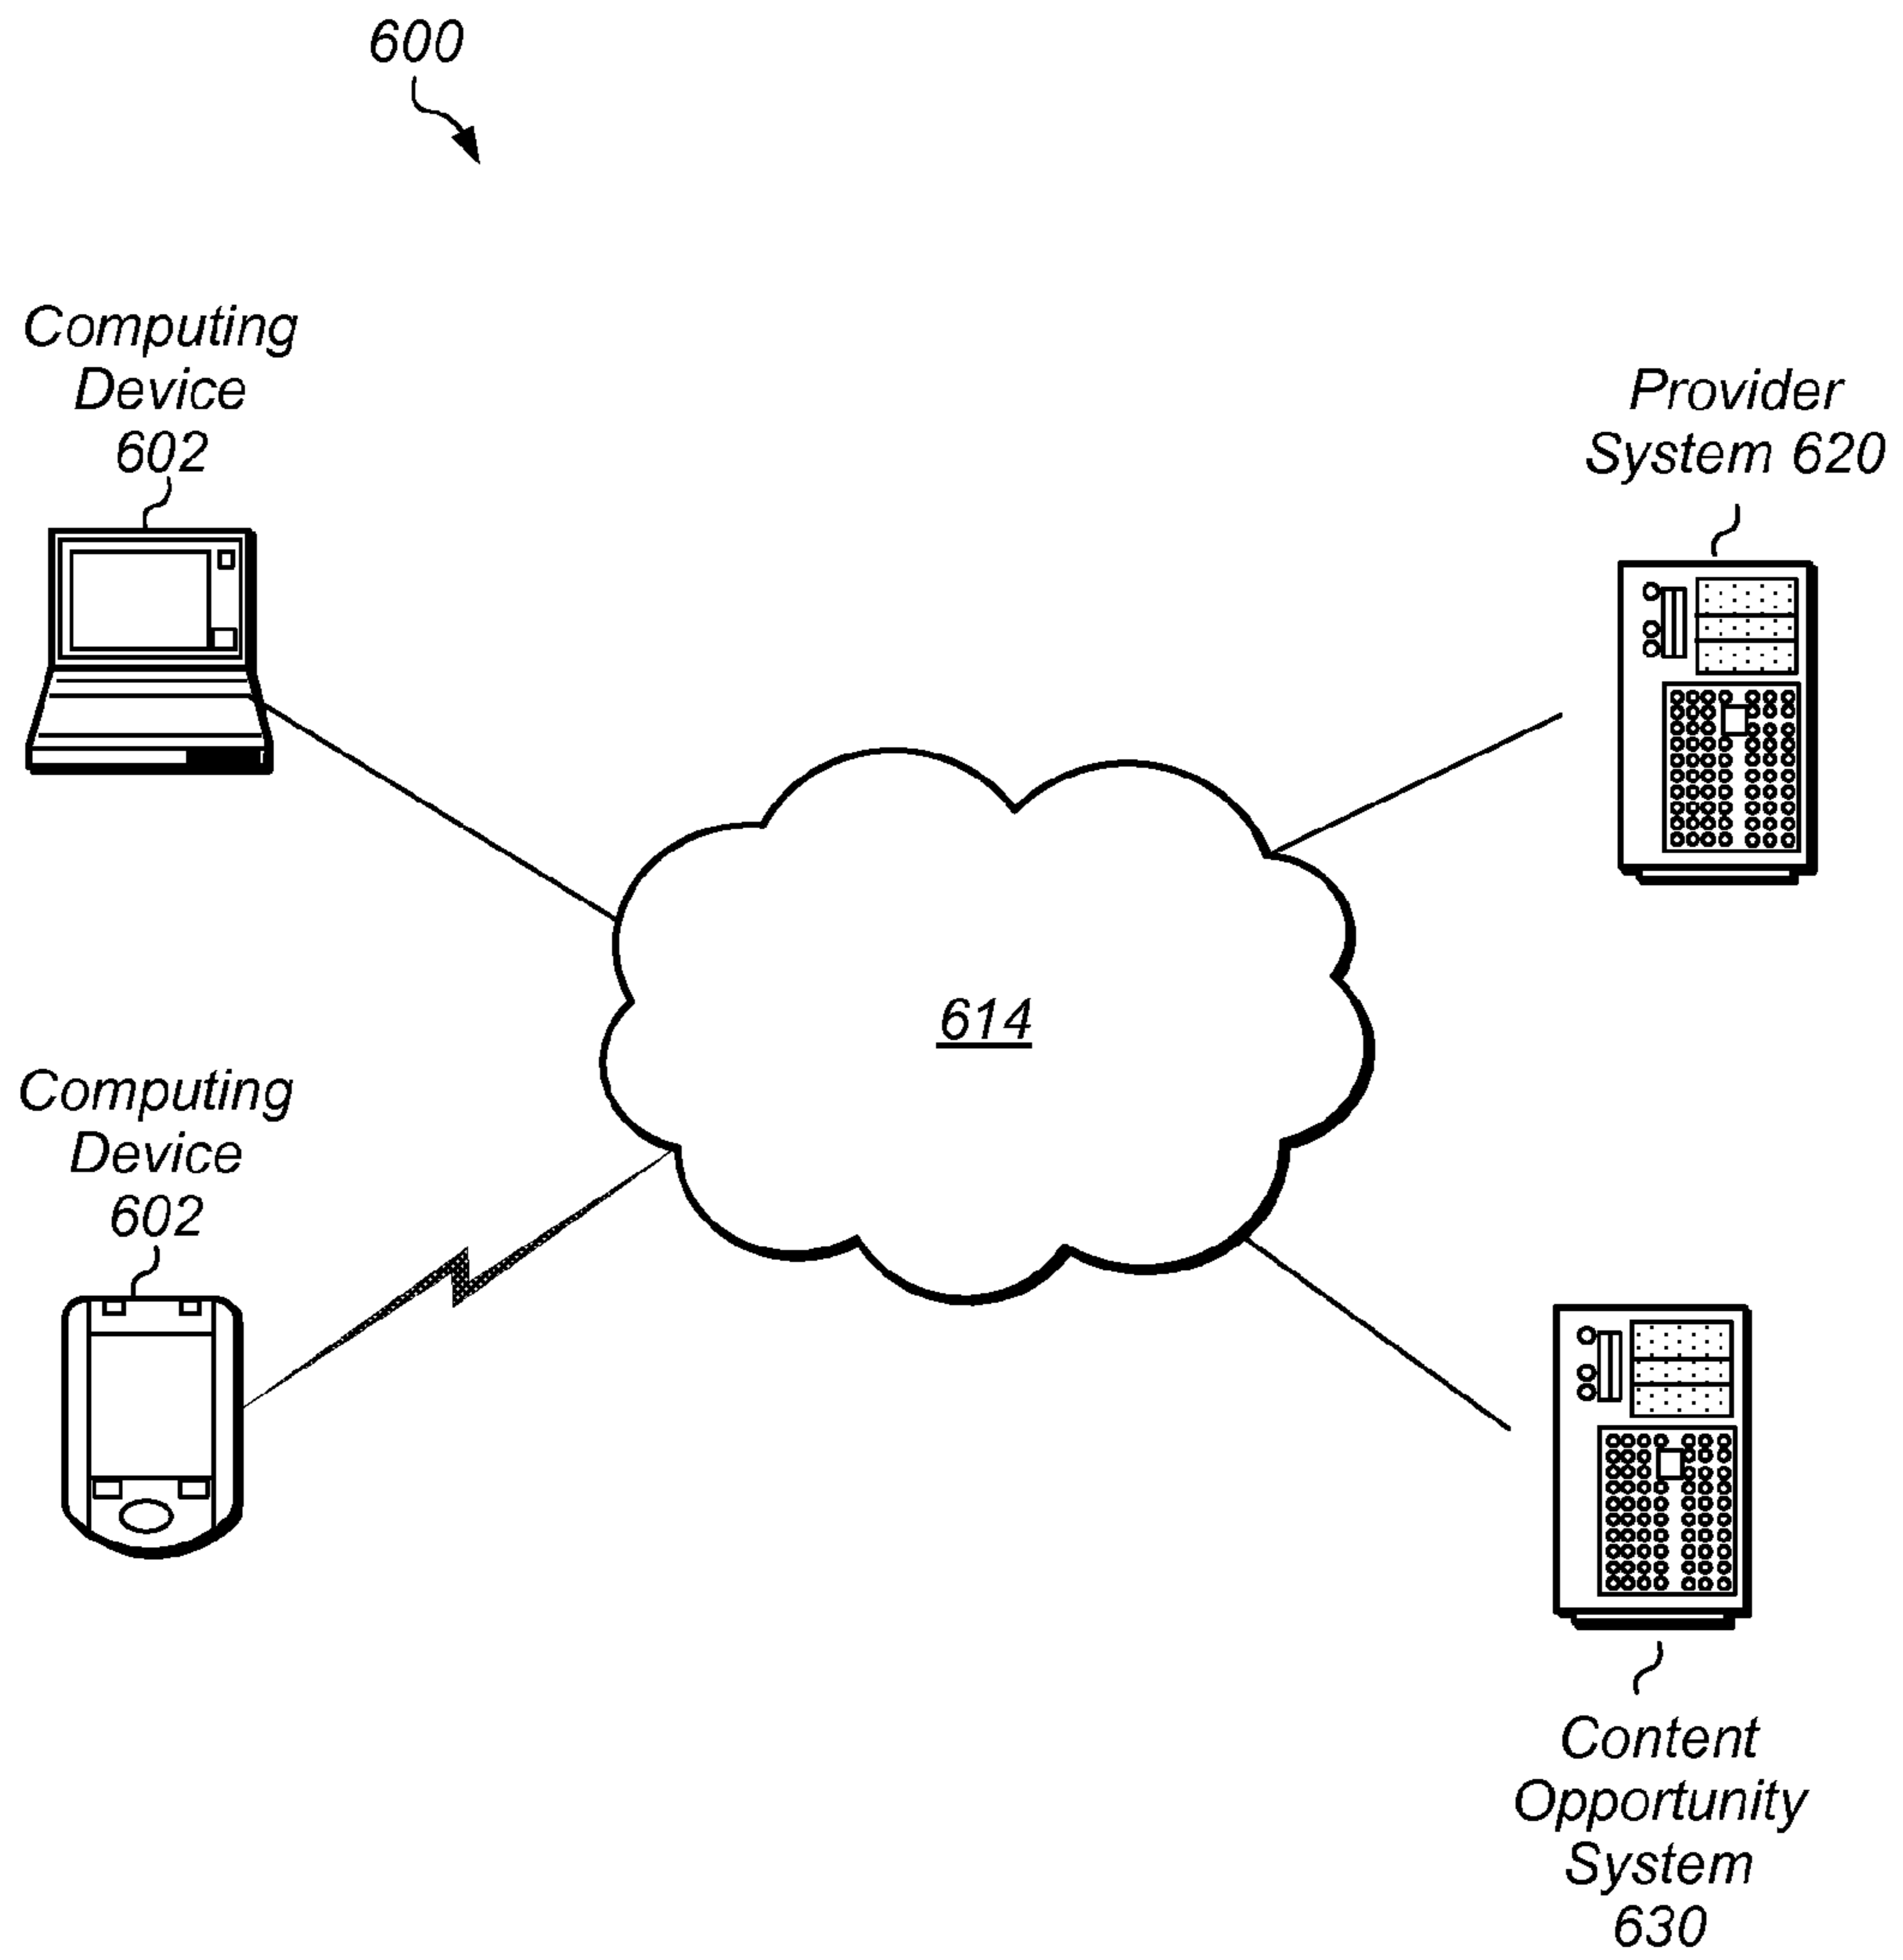 600
Computing
Device
602
Provider
System 620
614
Computing
Device
602
Content
Opportunity
System
630